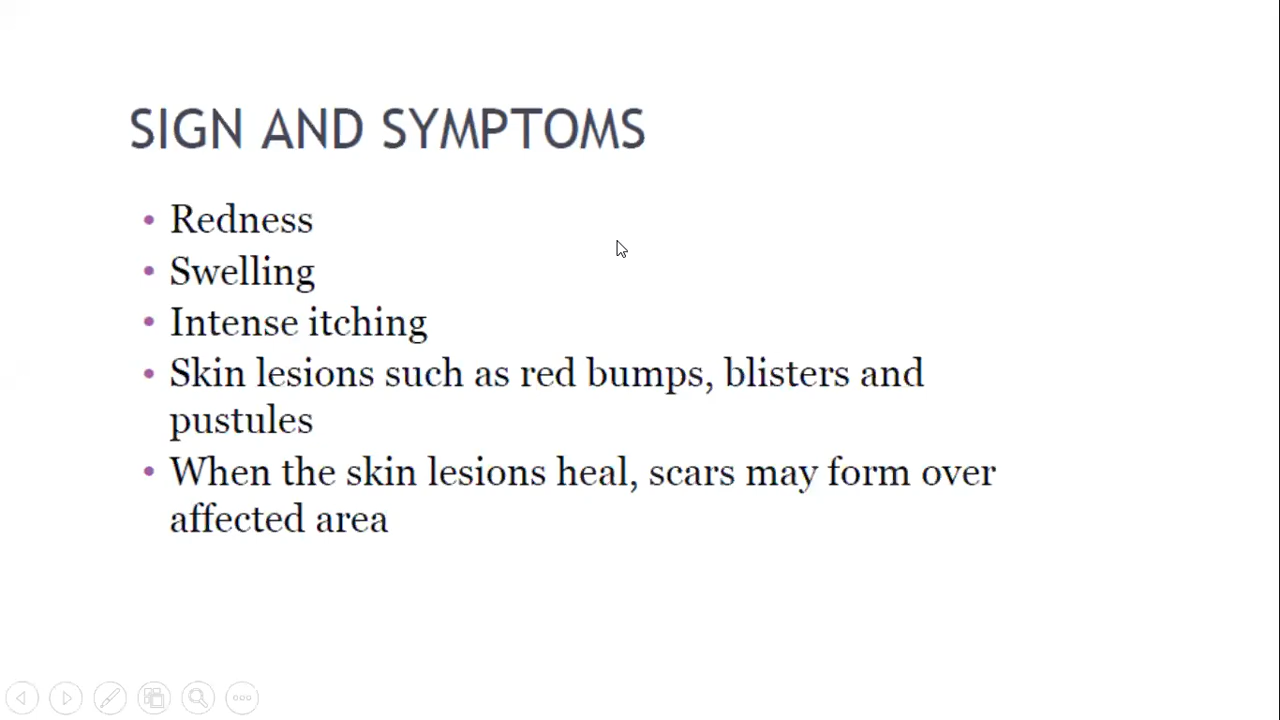 SIGN AND SYMPTOMS
• Redness
• Swelling
• Intense itching
• Skin lesions such as red bumps, blisters and
pustules
• When the skin lesions heal, scars may form over
affected area